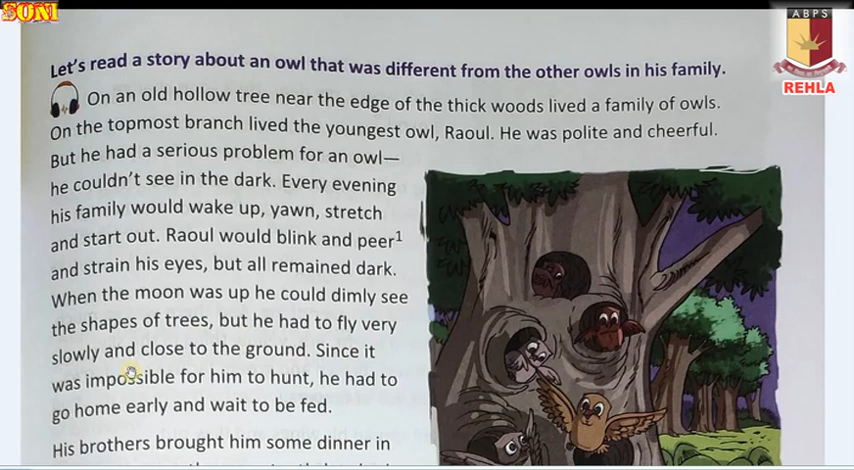 SONI
ABPS
REHLA
Let's read a story about an owl that was different from the other owls in his family.
On an old hollow tree near the edge of the thick woods lived a family of owls.
On the topmost branch lived the youngest owl, Raoul. He was polite and cheerful.
But he had a serious problem for an owl—
he couldn't see in the dark. Every evening
his family would wake up, yawn, stretch
and start out. Raoul would blink and peer¹
and strain his eyes, but all remained dark.
When the moon was up he could dimly see
the shapes of trees, but he had to fly very
slowly and close to the ground. Since it
was impossible for him to hunt, he had to
go home early and wait to be fed.
His brothers brought him some dinner in